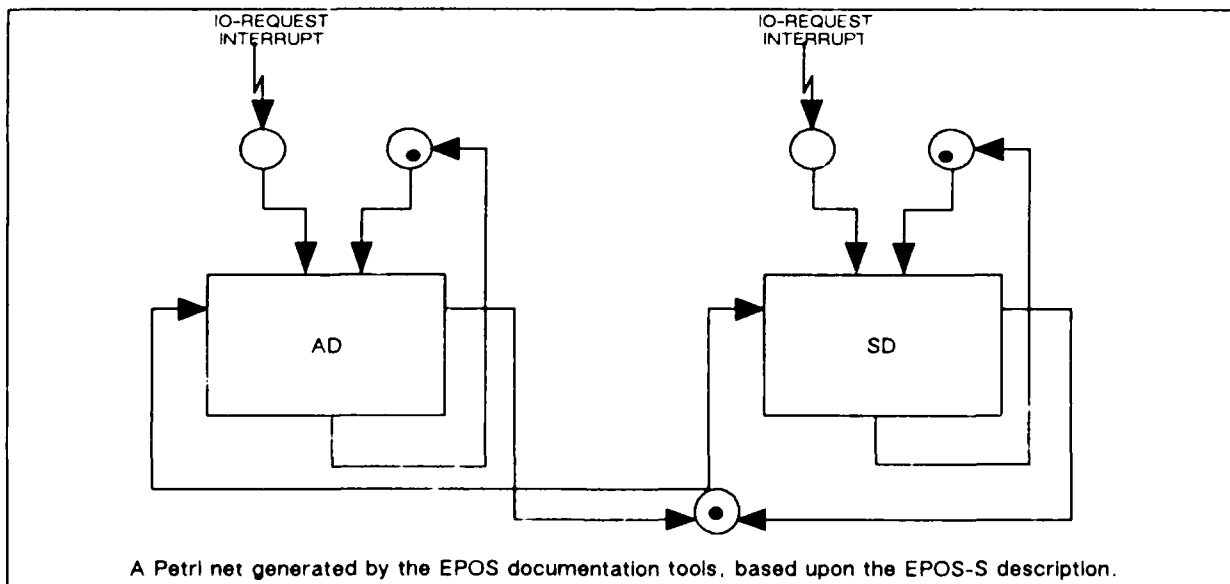 IO-REQUEST
INTERRUPT
IO-REQUEST
INTERRUPT
AD
SD
A Petri net generated by the EPOS documentation tools, based upon the EPOS-S description.